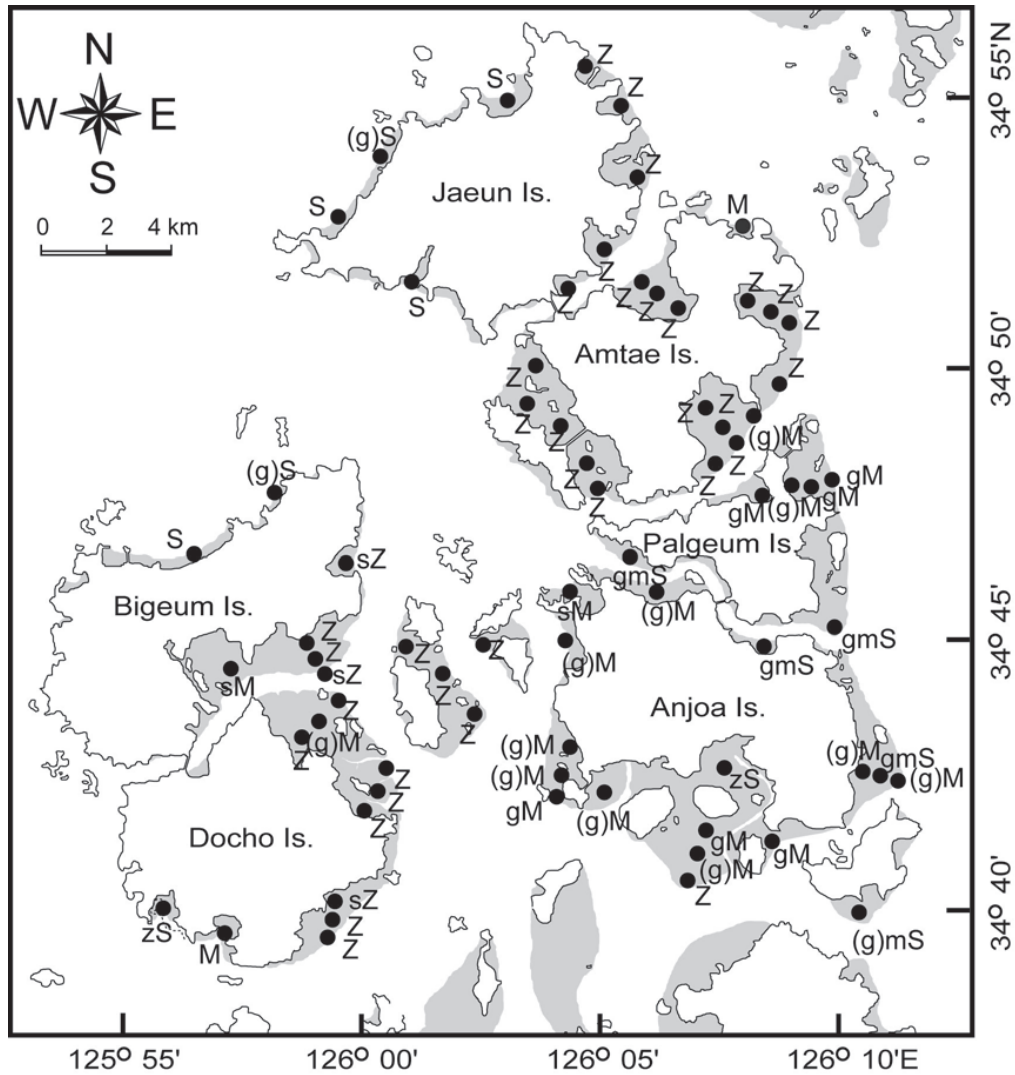 N
W E
S
0 2 4 km
34° 55'N
34° 50'
34° 45'
34° 40'
125° 55'
126° 00'
126° 05'
126° 10'E
Z
S
Z
(g)S
Z
Jaeun Is.
S
M
Z
S
Z
Z
Z
Z
Z
Z
Z
Amtae Is.
Z
Z
Z
Z
Z
Z
(g)M
Z
Z
Z
Z
gM
gM
(g)M
gM
Palgeum Is.
gmS
(g)M
gmS
gmS
(g)S
S
sZ
Bigeum Is.
Z
Z
sZ
sM
Z
(g)M
Z
Z
Z
Z
Z
Z
Z
Z
Docho Is.
sZ
Z
Z
zS
M
sM
(g)M
Anjoa Is.
(g)M
(g)M
gM
(g)M
zS
(g)M
gmS
(g)M
gM
(g)M
gM
Z
(g)mS